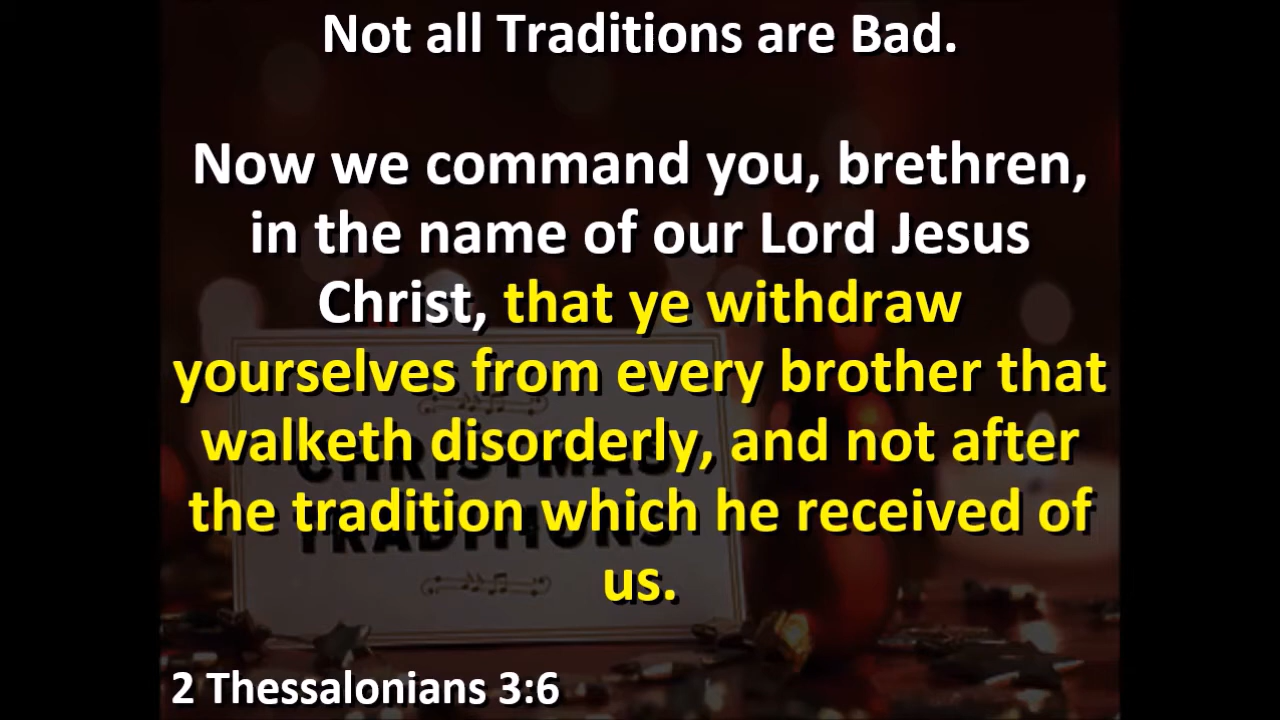 Not all Traditions are Bad.
Now we command you, brethren,
in the name of our Lord Jesus
Christ, that ye withdraw
yourselves from every brother that
walketh disorderly, and not after
the tradition which he received of
us.
CHRISTMAS
TRADITIONS
2 Thessalonians 3:6